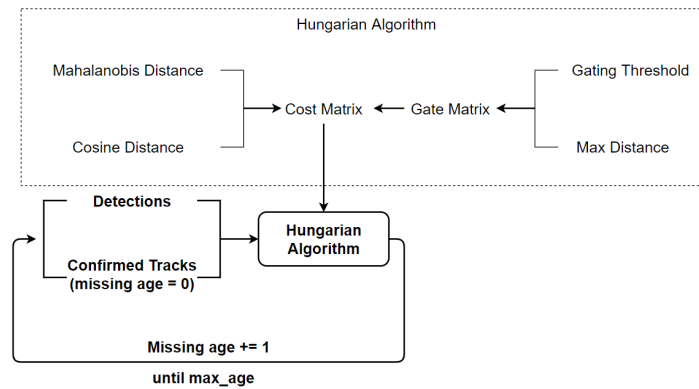 Hungarian Algorithm
Mahalanobis Distance
Gating Threshold
Cost Matrix
Gate Matrix
Cosine Distance
Max Distance
Detections
Hungarian
Algorithm
Confirmed Tracks
(missing age = 0)
Missing age += 1
until max_age